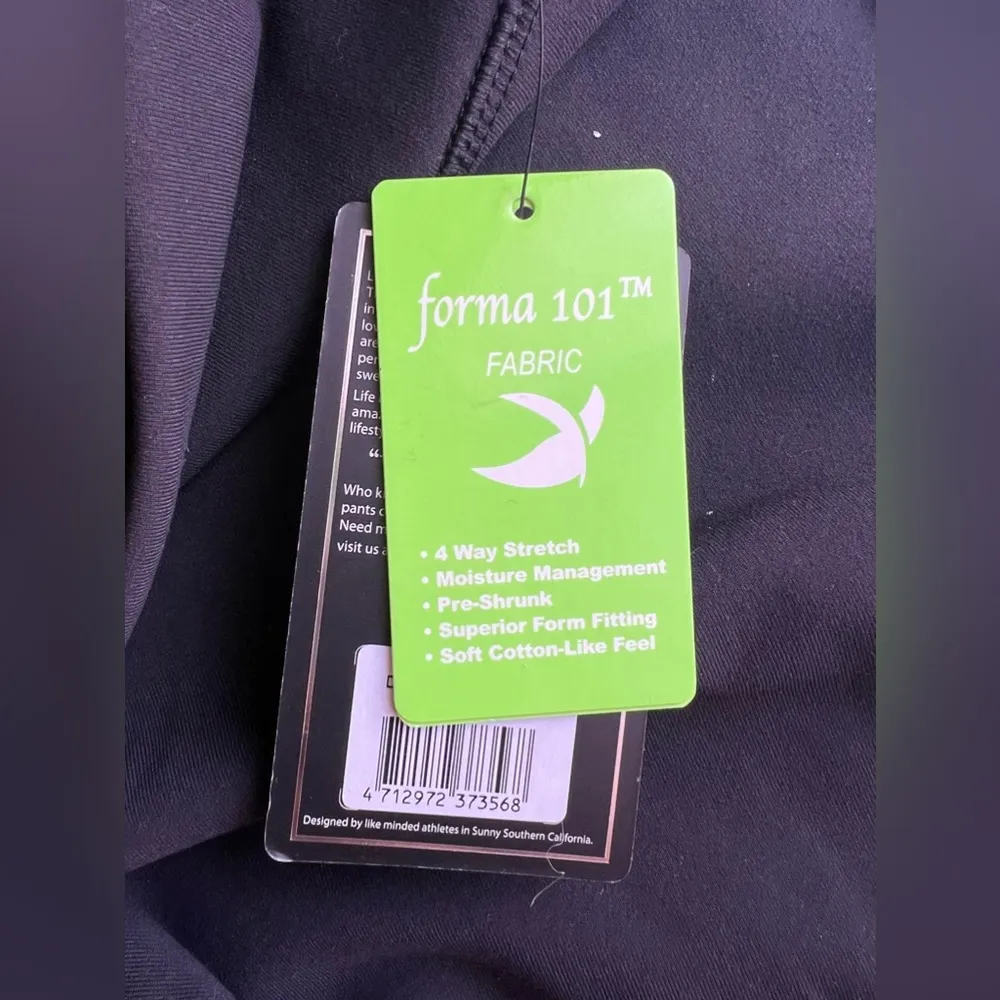 forma 101™
FABRIC
• 4 Way Stretch
• Moisture Management
• Pre-Shrunk
• Superior Form Fitting
• Soft Cotton-Like Feel
Life
Who
pants
Need
visit us
4 712972 373568
Designed by like minded athletes in Sunny Southern California.